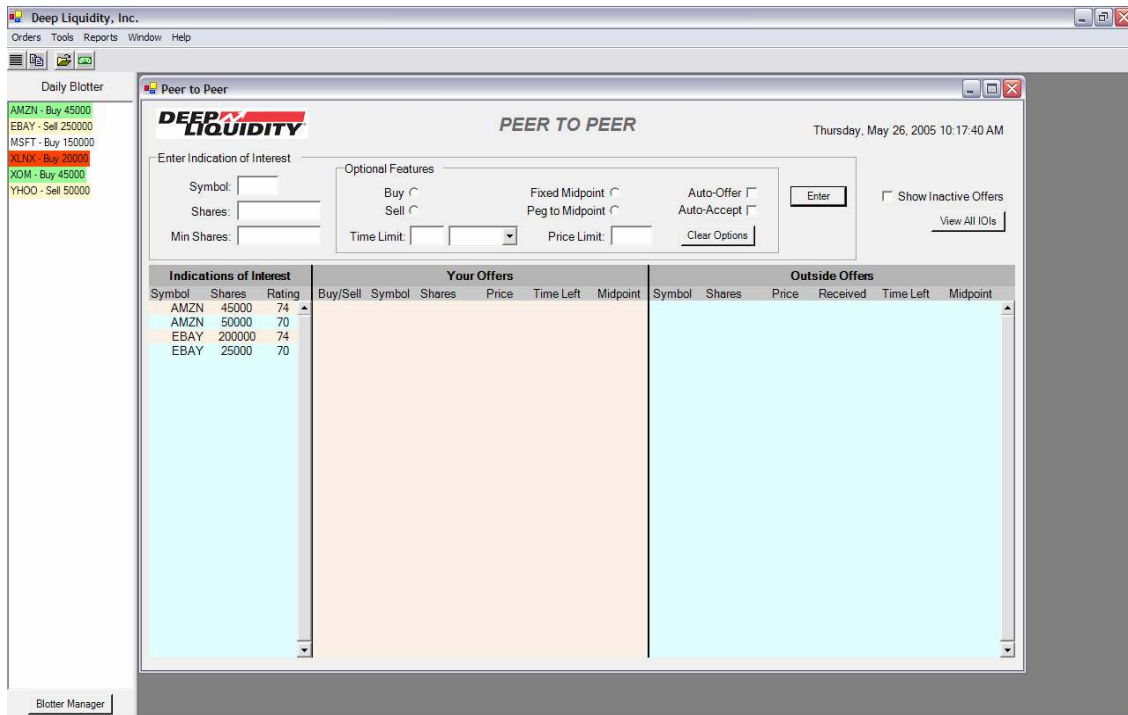 Deep Liquidity, Inc.
Orders Tools Reports Window Help
Daily Blotter
AMZN - Buy 45000
EBAY - Sell 250000
MSFT - Buy 150000
XLNX - Buy 20000
XOM - Buy 45000
YHOO - Sell 50000
Blotter Manager
Peer to Peer
DEEP LIQUIDITY
PEER TO PEER
Thursday, May 26, 2005 10:17:40 AM
Enter Indication of Interest
Symbol:
Shares:
Min Shares:
Optional Features
Buy Fixed Midpoint Auto-Offer
Sell Peg to Midpoint Auto-Accept
Time Limit: Price Limit: Clear Options
Enter
Show Inactive Offers
View All IOIs
Indications of Interest Your Offers Outside Offers
Symbol Shares Rating Buy/Sell Symbol Shares Price Time Left Midpoint Symbol Shares Price Received Time Left Midpoint
AMZN 45000 74
AMZN 50000 70
EBAY 200000 74
EBAY 25000 70